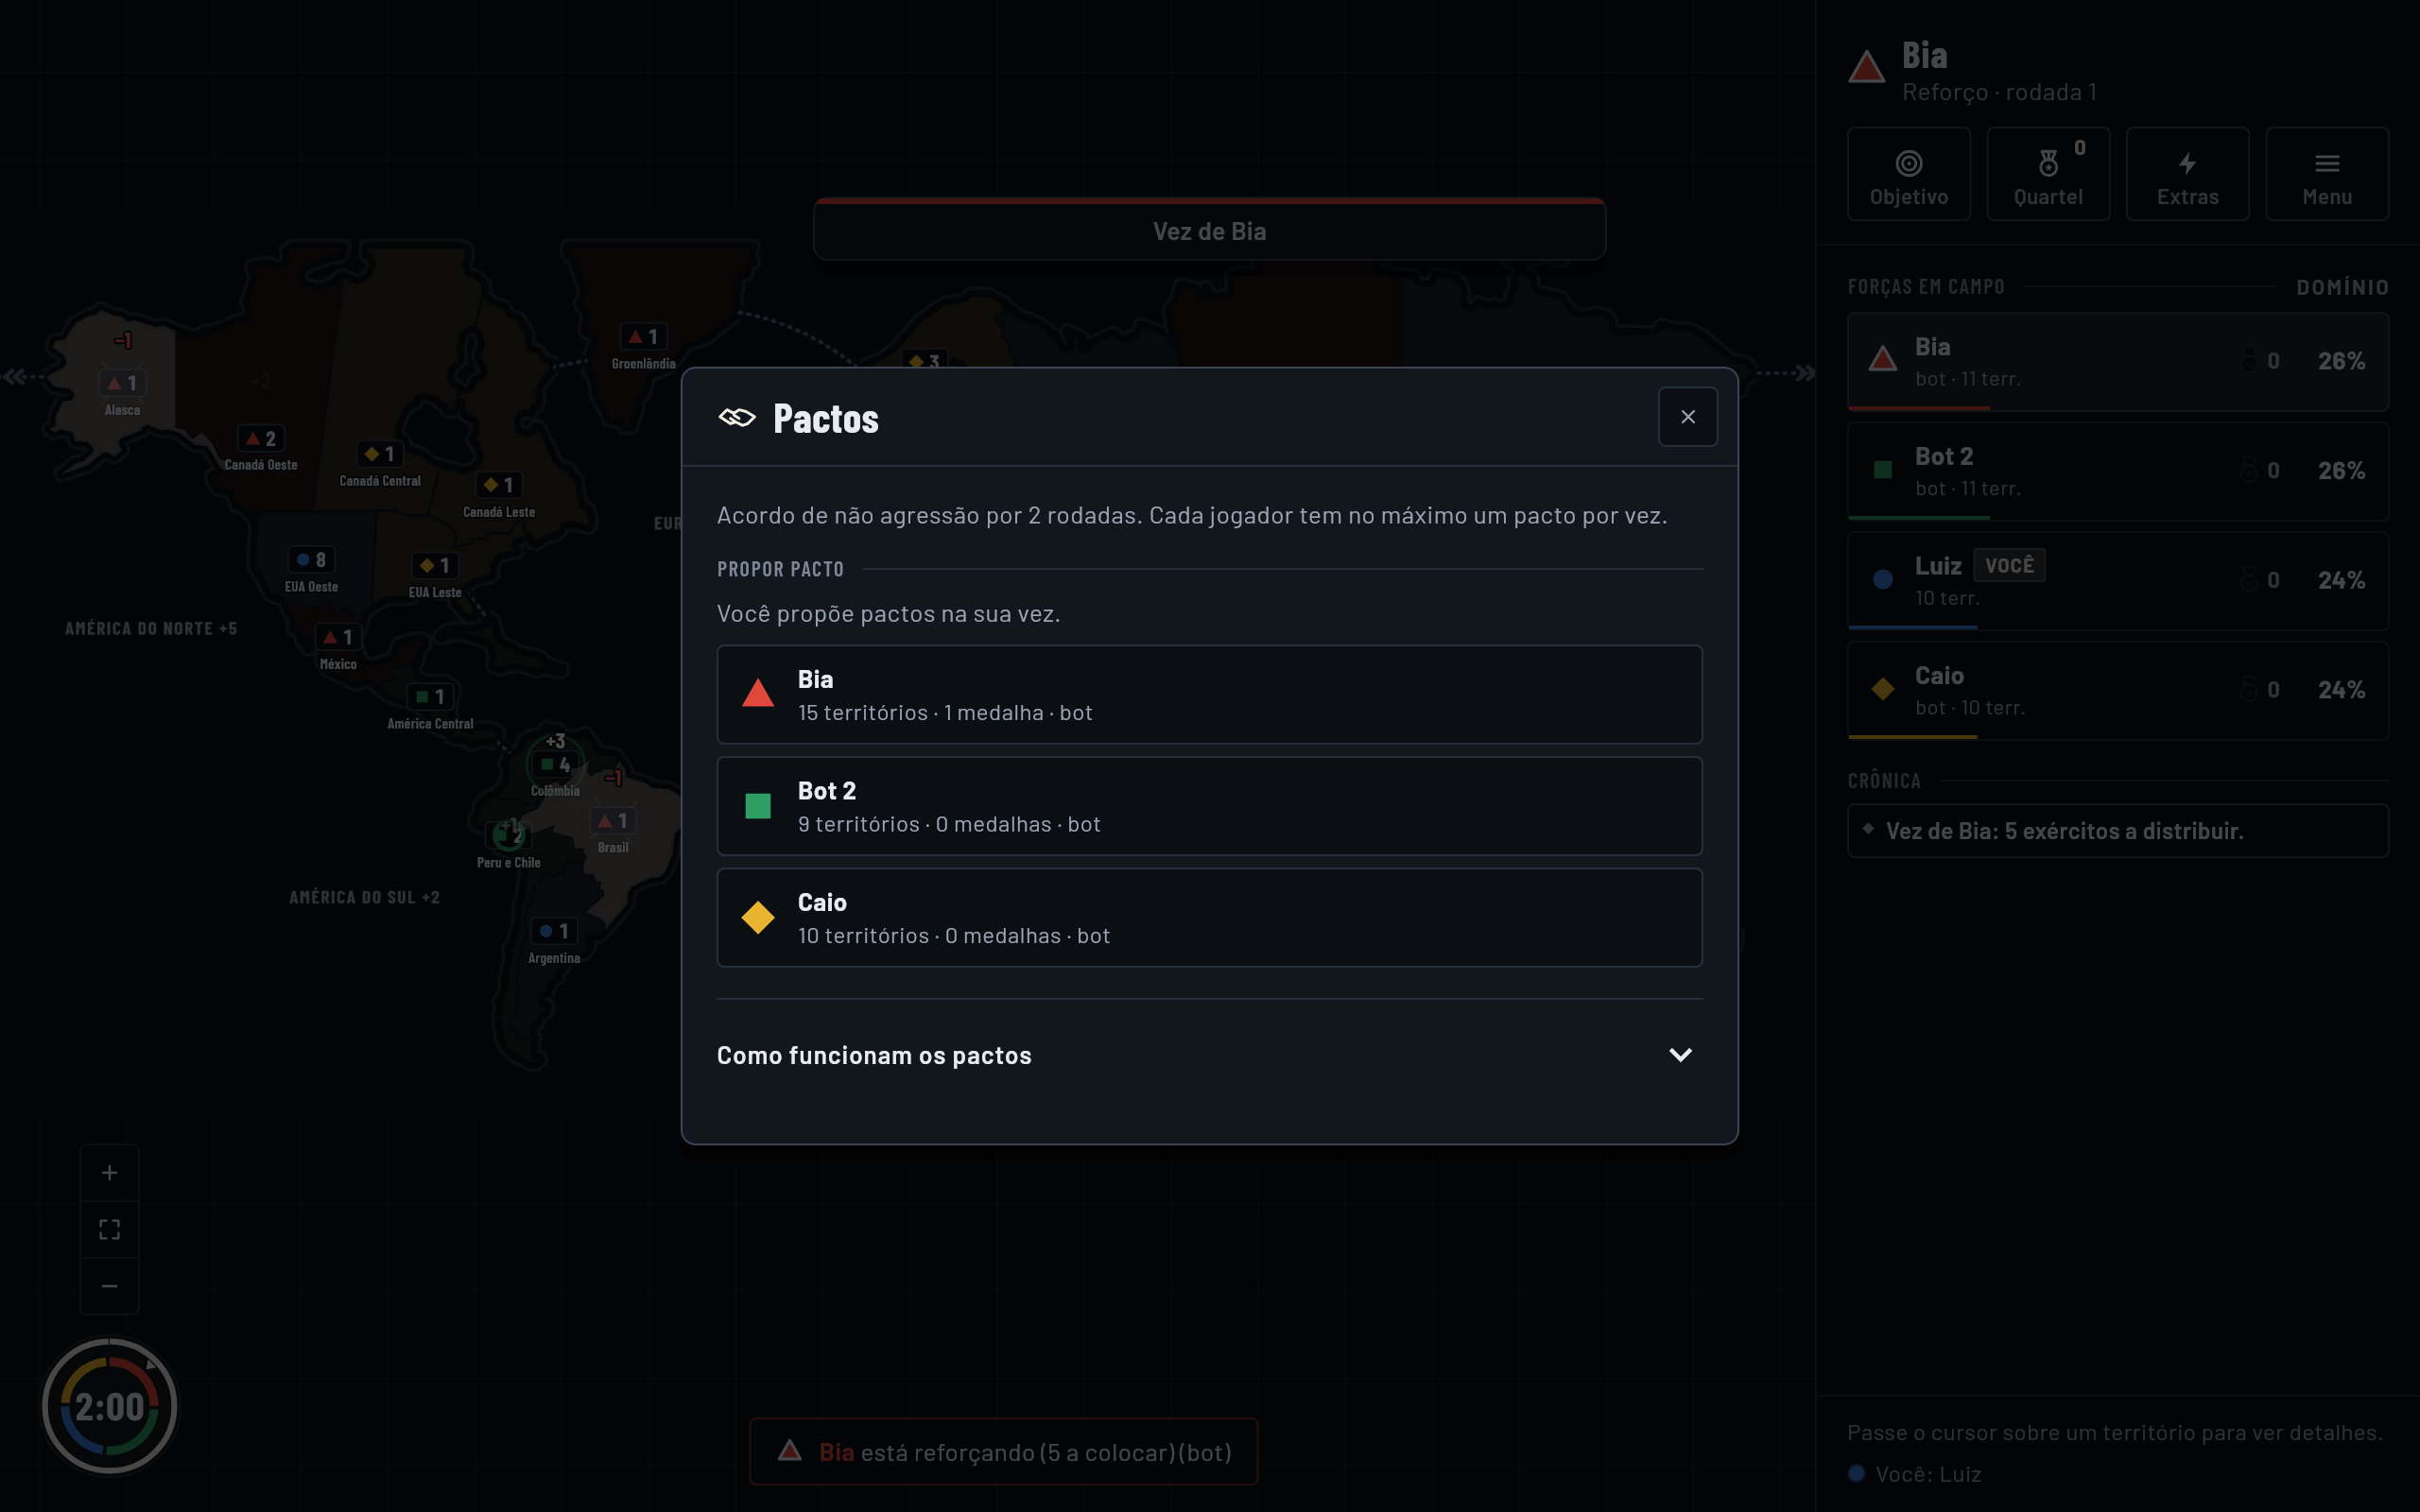 Bia
Reforço · rodada 1
Objetivo
0
Quartel
Extras
Menu
Vez de Bia
FORÇAS EM CAMPO
DOMÍNIO
Bia
bot · 11 terr.
0
26%
Bot 2
bot · 11 terr.
0
26%
Luiz VOCÊ
10 terr.
0
24%
Caio
bot · 10 terr.
0
24%
CRÔNICA
Vez de Bia: 5 exércitos a distribuir.
Passe o cursor sobre um território para ver detalhes.
Você: Luiz
-1
1
Alasca
+2
2
Canadá Oeste
1
Canadá Central
1
Canadá Leste
1
Groenlândia
3
8
EUA Oeste
1
EUA Leste
EUR
AMÉRICA DO NORTE +5
1
México
1
América Central
+3
4
Colômbia
-1
1
Brasil
+1
2
Peru e Chile
AMÉRICA DO SUL +2
1
Argentina
Pactos
×
Acordo de não agressão por 2 rodadas. Cada jogador tem no máximo um pacto por vez.
PROPOR PACTO
Você propõe pactos na sua vez.
Bia
15 territórios · 1 medalha · bot
Bot 2
9 territórios · 0 medalhas · bot
Caio
10 territórios · 0 medalhas · bot
Como funcionam os pactos
+
−
2:00
Bia está reforçando (5 a colocar) (bot)